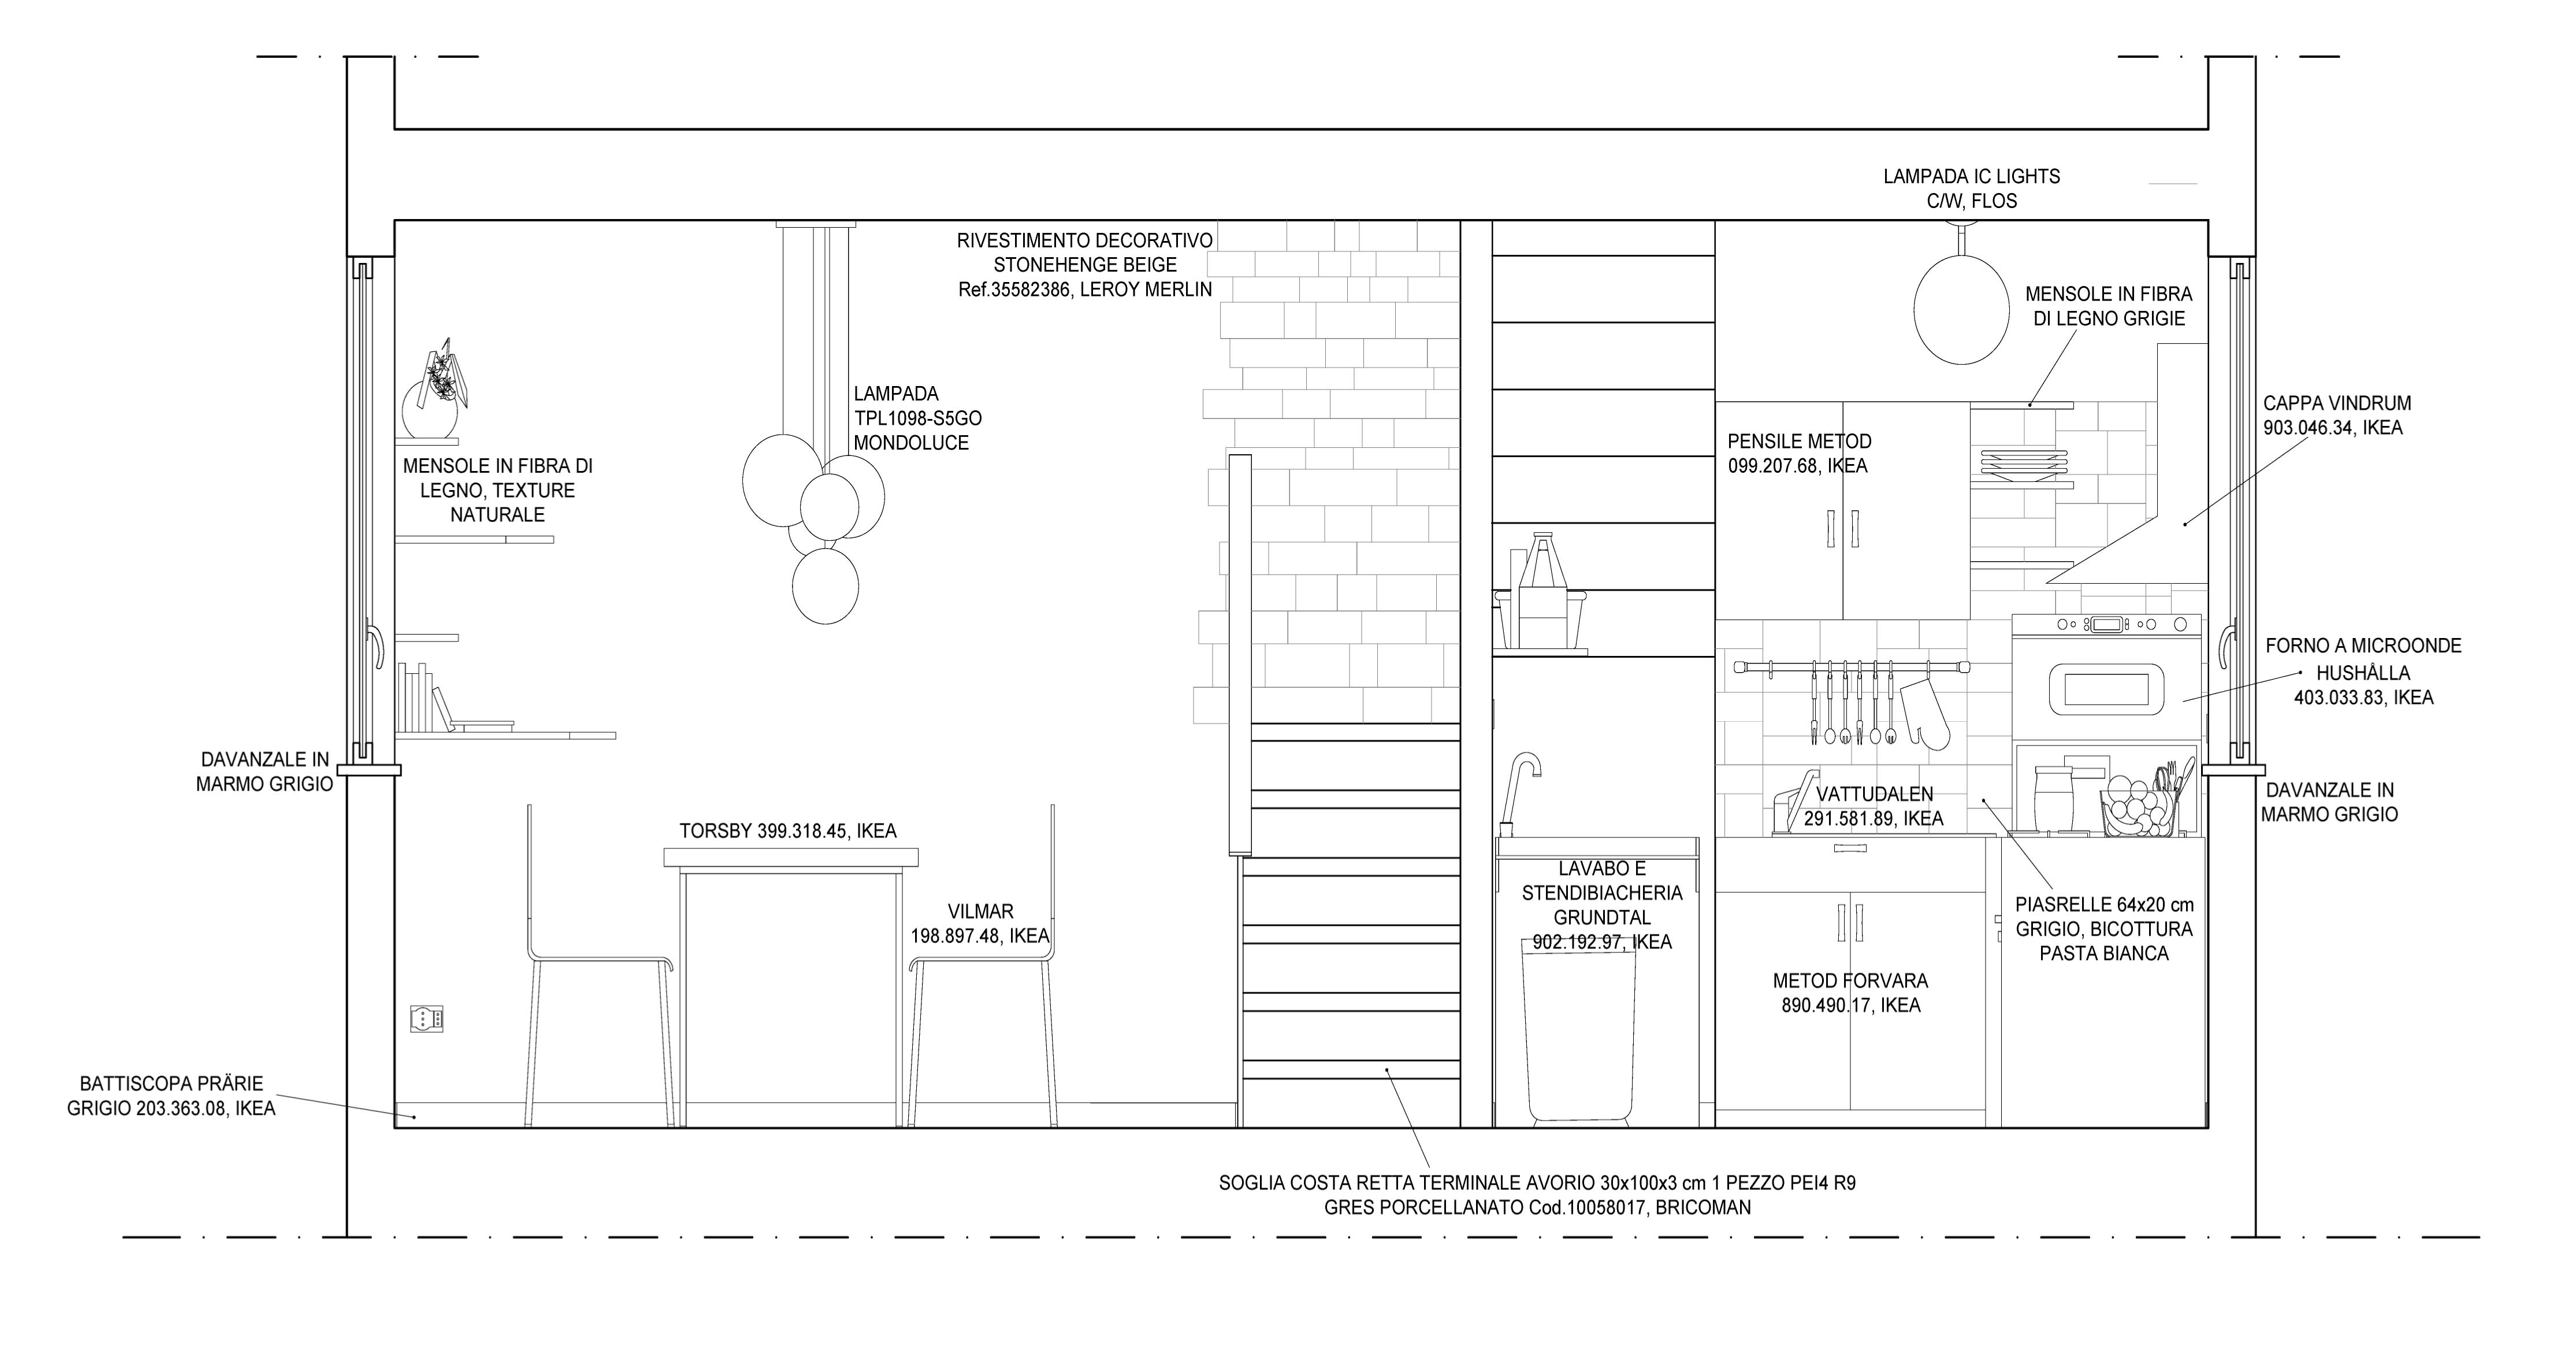 LAMPADA IC LIGHTS
C/W, FLOS
RIVESTIMENTO DECORATIVO
STONEHENGE BEIGE
Ref.35582386, LEROY MERLIN
MENSOLE IN FIBRA
DI LEGNO GRIGIE
LAMPADA
TPL1098-S5GO
MONDOLUCE
CAPPA VINDRUM
903.046.34, IKEA
PENSILE METOD
099.207.68, IKEA
MENSOLE IN FIBRA DI
LEGNO, TEXTURE
NATURALE
FORNO A MICROONDE
HUSHÅLLA
403.033.83, IKEA
DAVANZALE IN
MARMO GRIGIO
VATTUDALEN
291.581.89, IKEA
DAVANZALE IN
MARMO GRIGIO
TORSBY 399.318.45, IKEA
LAVABO E
STENDIBIACHERIA
GRUNDTAL
902.192.97, IKEA
VILMAR
198.897.48, IKEA
PIASRELLE 64x20 cm
GRIGIO, BICOTTURA
PASTA BIANCA
METOD FORVARA
890.490.17, IKEA
BATTISCOPA PRÄRIE
GRIGIO 203.363.08, IKEA
SOGLIA COSTA RETTA TERMINALE AVORIO 30x100x3 cm 1 PEZZO PEI4 R9
GRES PORCELLANATO Cod.10058017, BRICOMAN